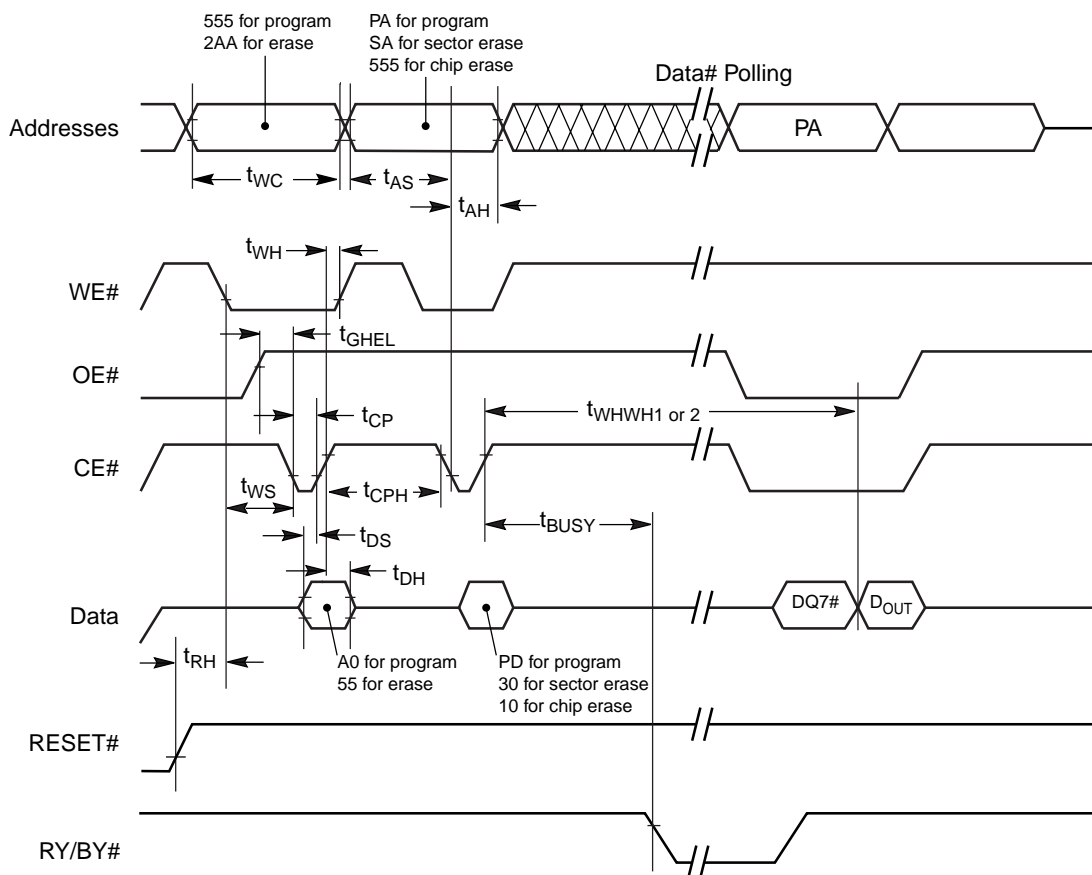 555 for program
2AA for erase
PA for program
SA for sector erase
555 for chip erase
Data# Polling
Addresses
PA
tWC
tAS
tAH
tWH
WE#
tGHEL
OE#
tWHWH1 or 2
tCP
CE#
tWS
tCPH
tBUSY
tDS
tDH
Data
DQ7#
DOUT
tRH
A0 for program
55 for erase
PD for program
30 for sector erase
10 for chip erase
RESET#
RY/BY#